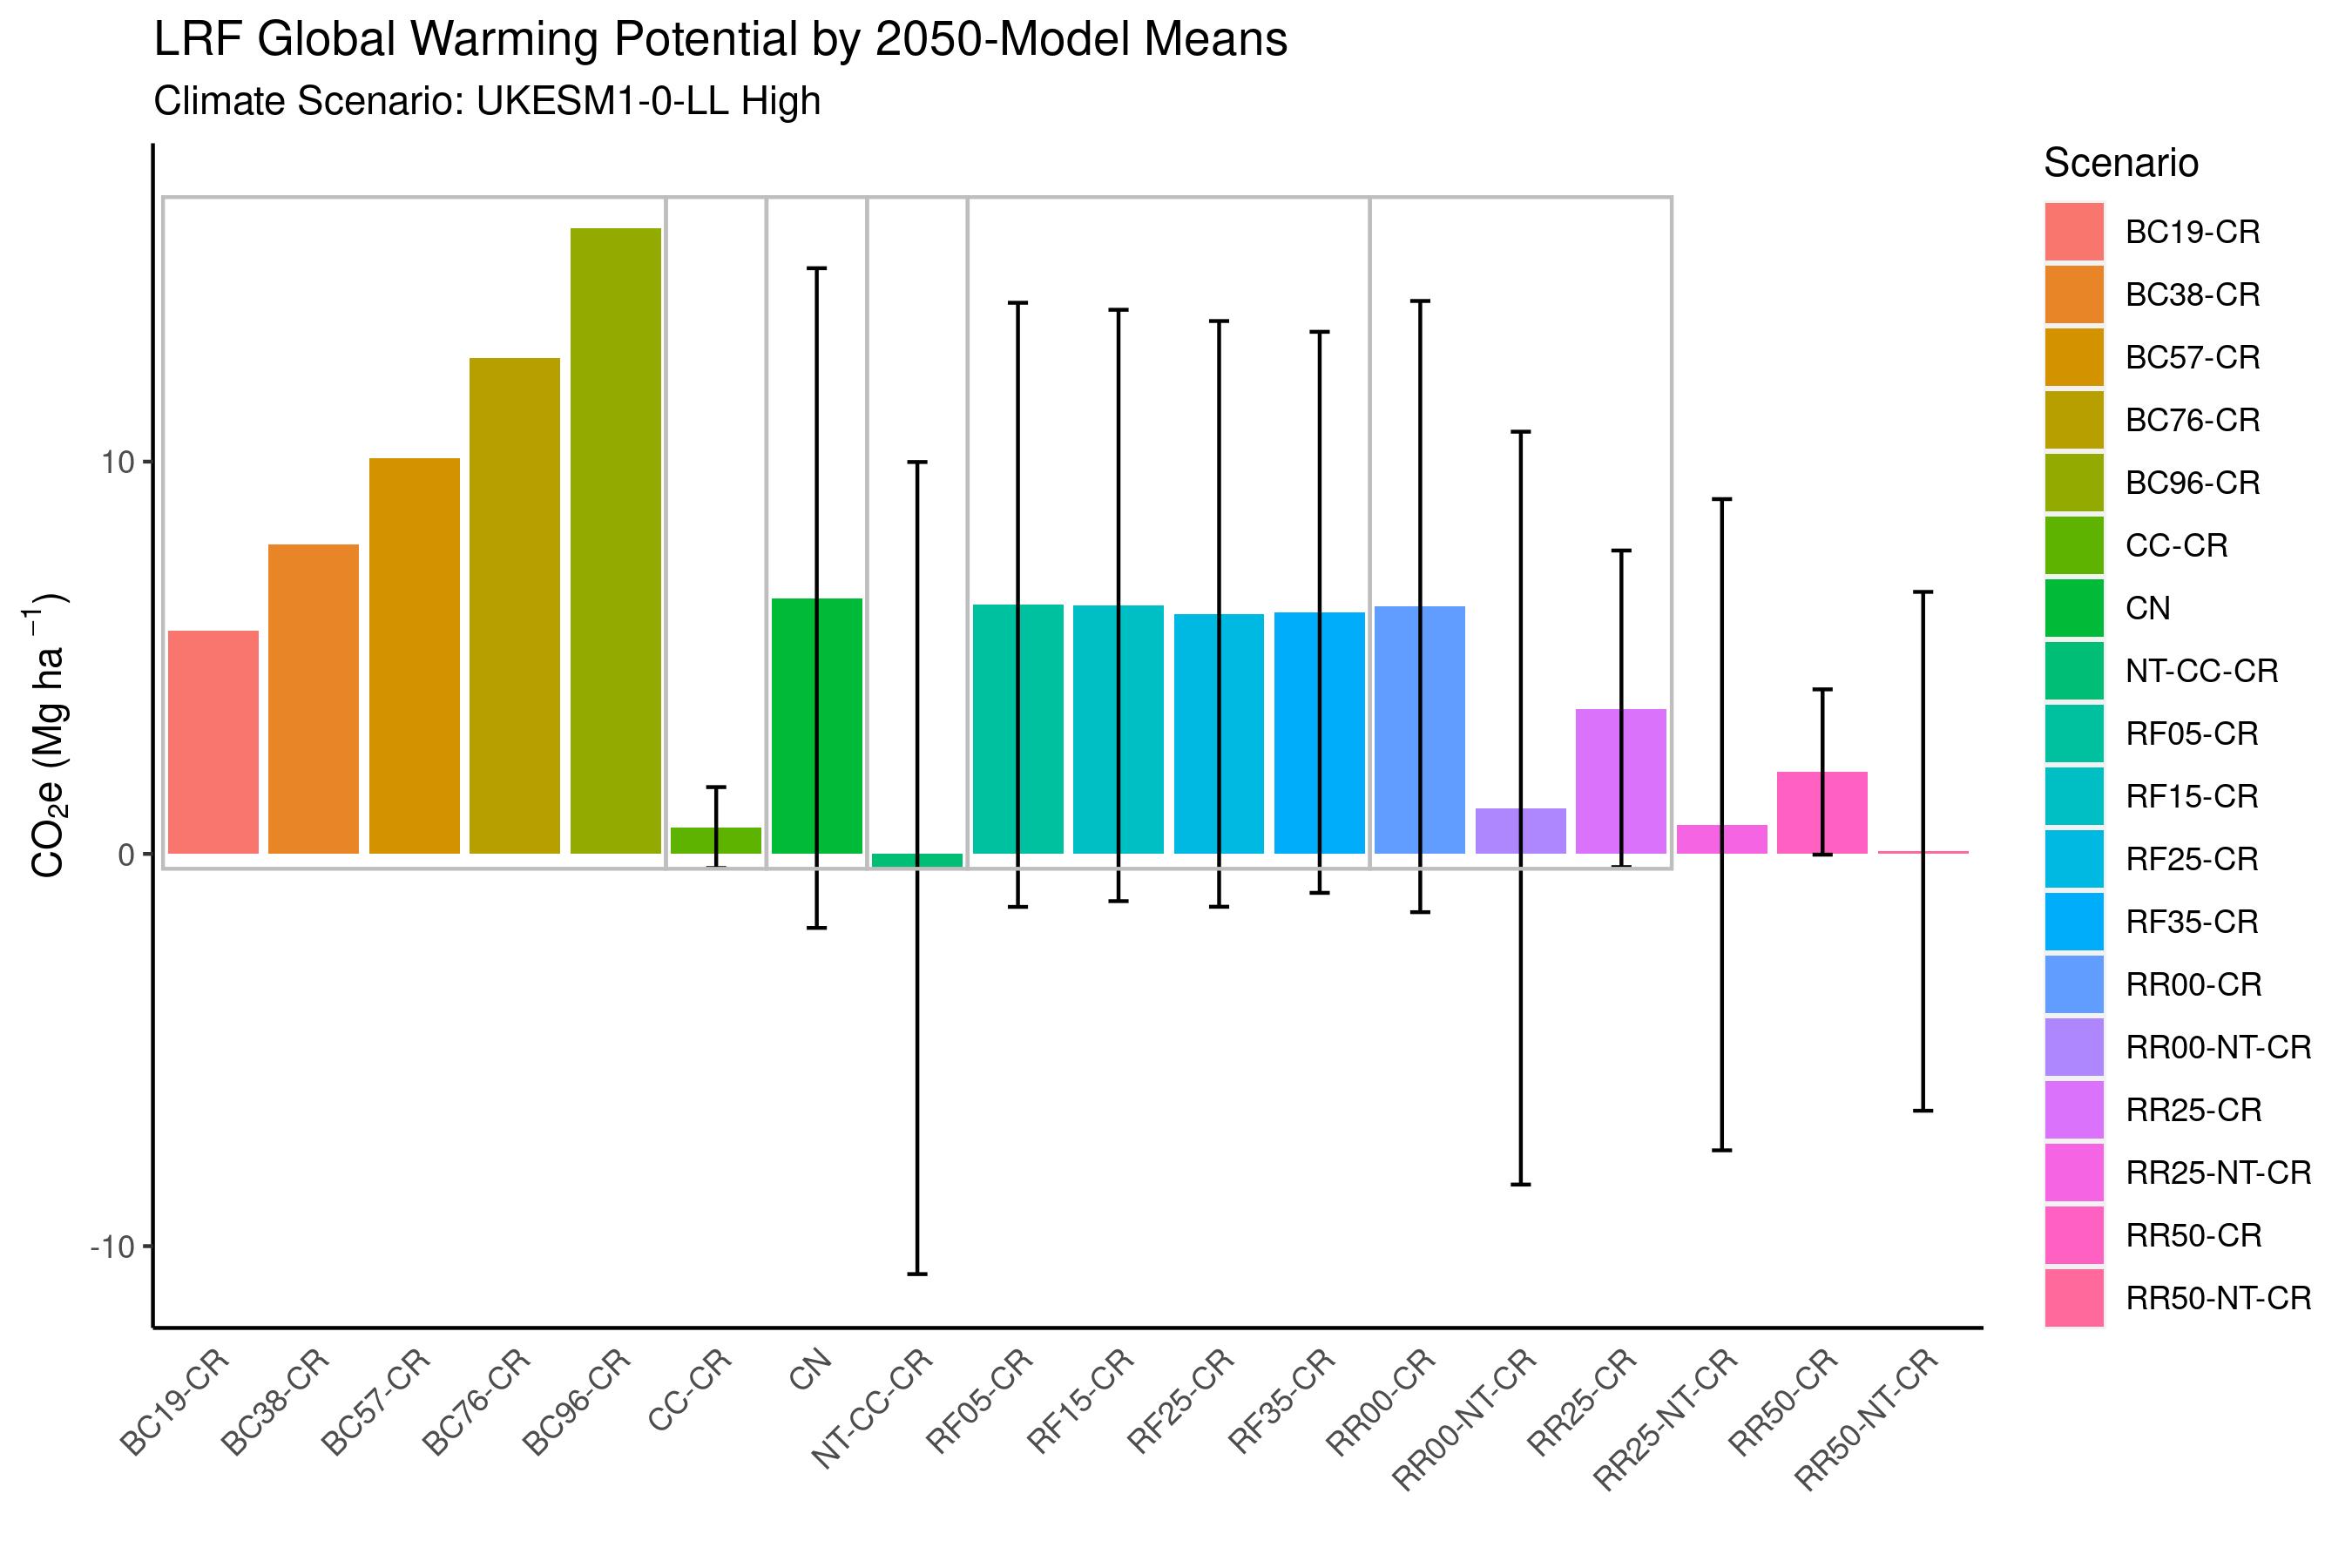 LRF Global Warming Potential by 2050-Model Means
Climate Scenario: UKESM1-0-LL High
CO₂e (Mg ha ⁻¹)
10
0
-10
BC19-CR
BC38-CR
BC57-CR
BC76-CR
BC96-CR
CC-CR
CN
NT-CC-CR
RF05-CR
RF15-CR
RF25-CR
RF35-CR
RR00-CR
RR00-NT-CR
RR25-CR
RR25-NT-CR
RR50-CR
RR50-NT-CR
Scenario
BC19-CR
BC38-CR
BC57-CR
BC76-CR
BC96-CR
CC-CR
CN
NT-CC-CR
RF05-CR
RF15-CR
RF25-CR
RF35-CR
RR00-CR
RR00-NT-CR
RR25-CR
RR25-NT-CR
RR50-CR
RR50-NT-CR